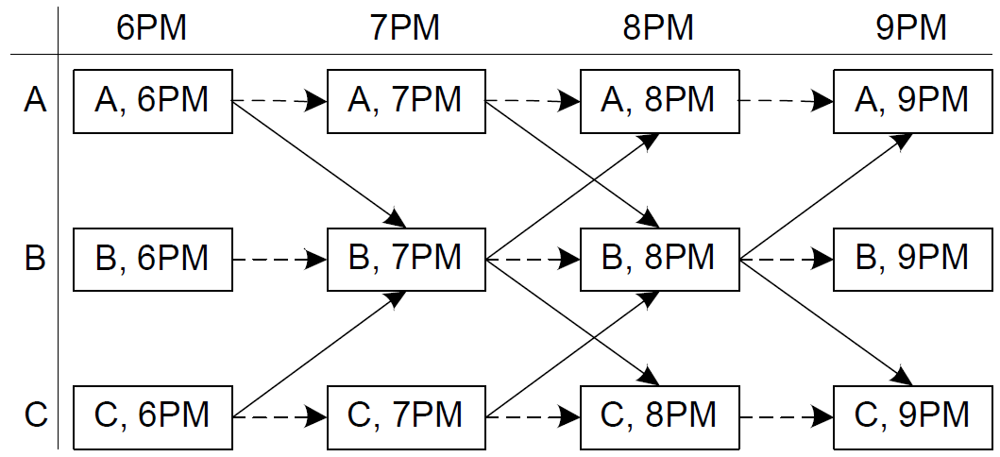 6PM 7PM 8PM 9PM
A A, 6PM A, 7PM A, 8PM A, 9PM
B B, 6PM B, 7PM B, 8PM B, 9PM
C C, 6PM C, 7PM C, 8PM C, 9PM